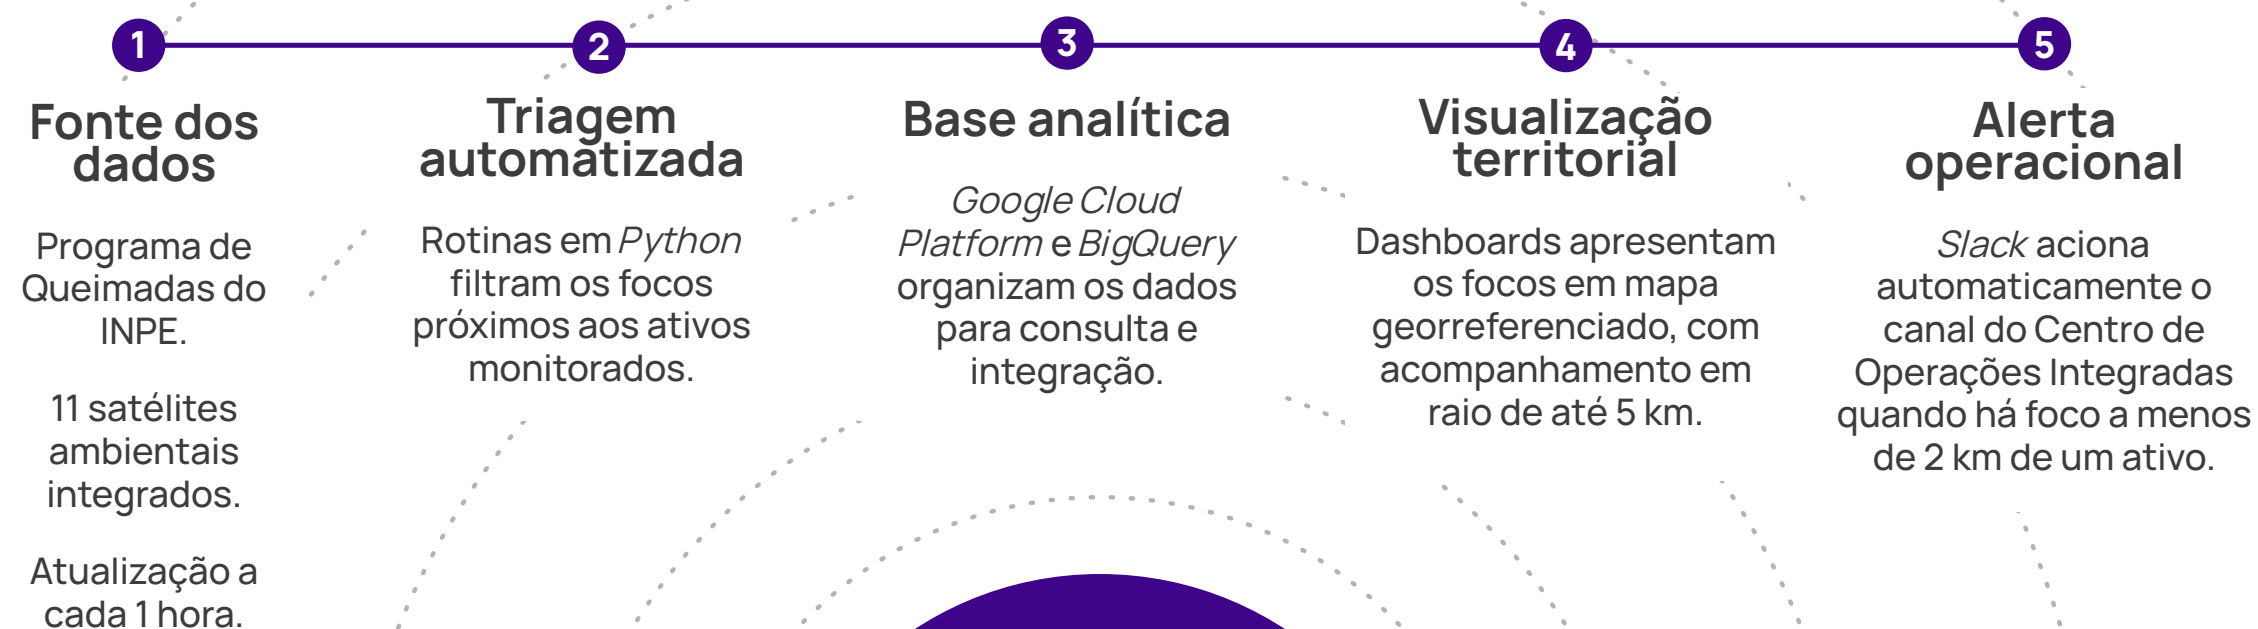 1
Fonte dos
dados
Programa de
Queimadas do
INPE.
11 satélites
ambientais
integrados.
Atualização a
cada 1 hora.
2
Triagem
automatizada
Rotinas em Python
filtram os focos
próximos aos ativos
monitorados.
3
Base analítica
Google Cloud
Platform e BigQuery
organizam os dados
para consulta e
integração.
4
Visualização
territorial
Dashboards apresentam
os focos em mapa
georreferenciado, com
acompanhamento em
raio de até 5 km.
5
Alerta
operacional
Slack aciona
automaticamente o
canal do Centro de
Operações Integradas
quando há foco a menos
de 2 km de um ativo.